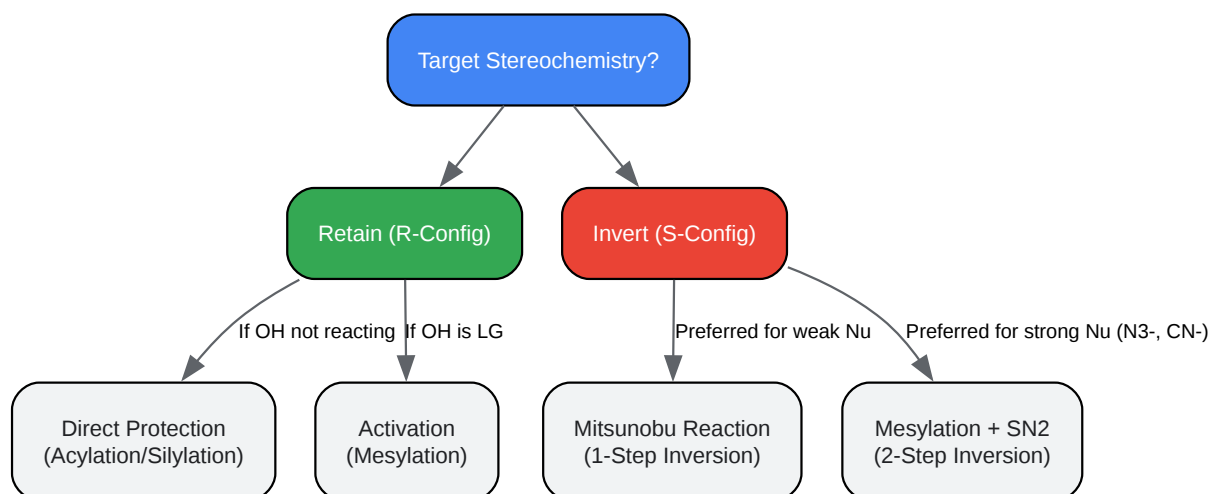 Target Stereochemistry?
Retain (R-Config)
Invert (S-Config)
If OH not reacting
If OH is LG
Preferred for weak Nu
Preferred for strong Nu (N3-, CN-)
Direct Protection
(Acylation/Silylation)
Activation
(Mesylation)
Mitsunobu Reaction
(1-Step Inversion)
Mesylation + SN2
(2-Step Inversion)